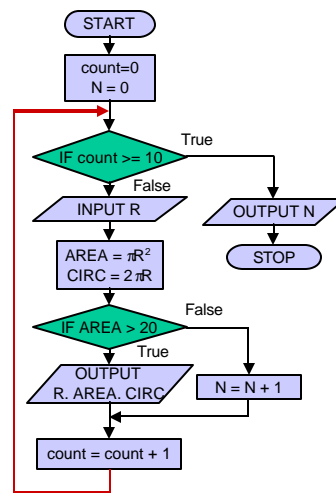 START
count=0
N = 0
IF count >= 10
True
False
INPUT R
OUTPUT N
STOP
AREA = πR²
CIRC = 2πR
IF AREA > 20
False
True
OUTPUT
R. AREA. CIRC
N = N + 1
count = count + 1